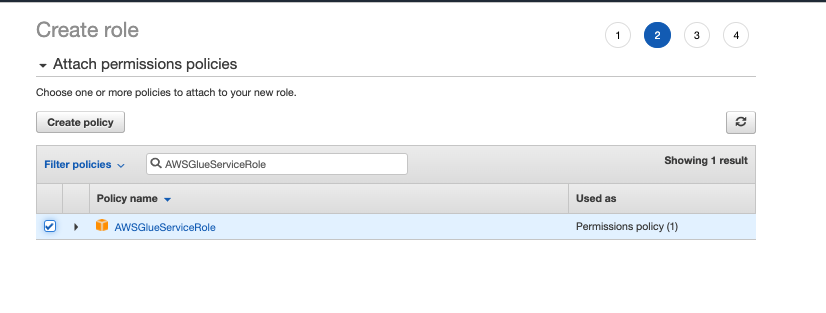 Create role
1 2 3 4
Attach permissions policies
Choose one or more policies to attach to your new role.
Create policy
Filter policies AWSGlueServiceRole Showing 1 result
Policy name Used as
AWSGlueServiceRole Permissions policy (1)